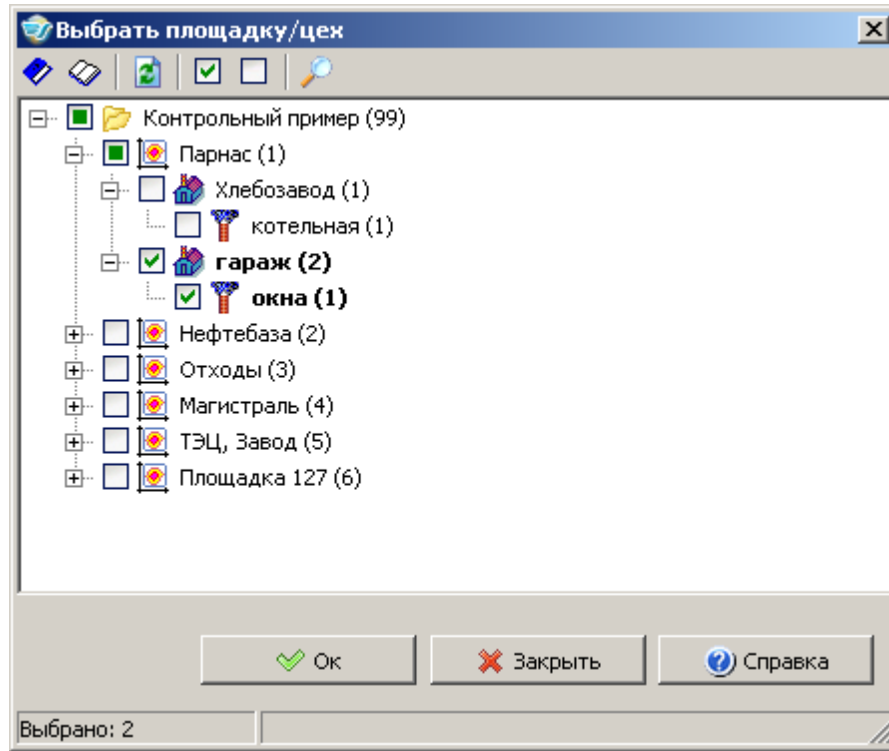 Выбрать площадку/цех
Контрольный пример (99)
Парнас (1)
Хлебозавод (1)
котельная (1)
гараж (2)
окна (1)
Нефтебаза (2)
Отходы (3)
Магистраль (4)
ТЭЦ, Завод (5)
Площадка 127 (6)
Ок Закрыть Справка
Выбрано: 2